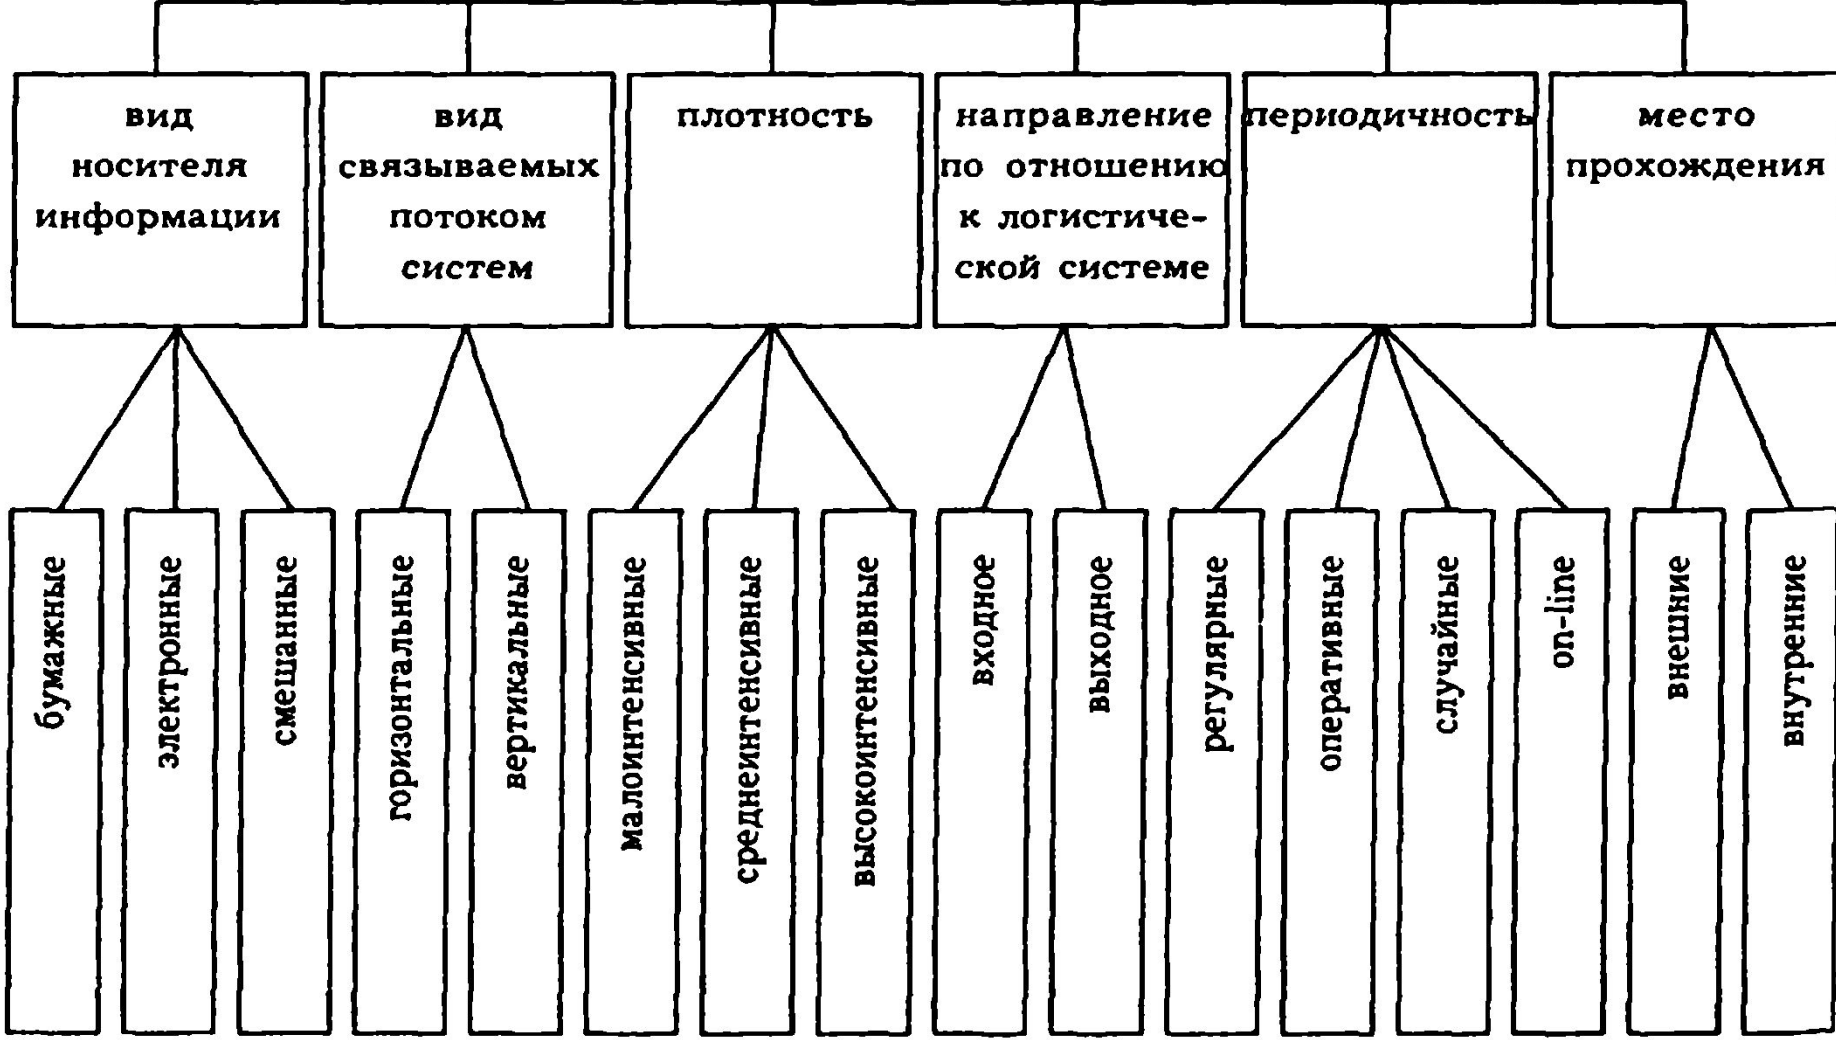 вид
носителя
информации
вид
связываемых
потоком
систем
плотность
направление
по отношению
к логистиче-
ской системе
периодичность
место
прохождения
бумажные
электронные
смешанные
горизонтальные
вертикальные
малоинтенсивные
среднеинтенсивные
высокоинтенсивные
входное
выходное
регулярные
оперативные
случайные
on-line
внешние
внутренние